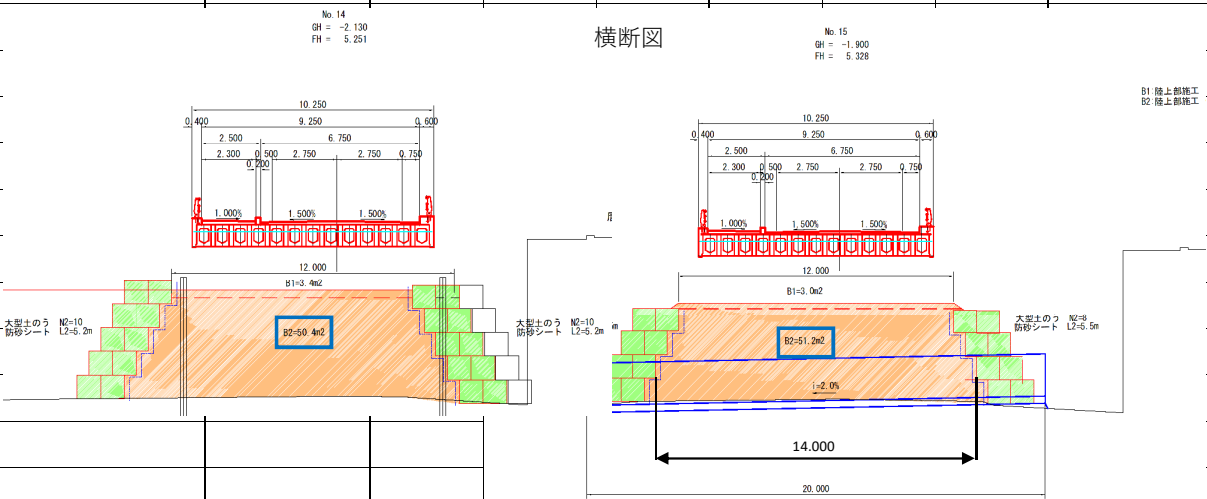 横断図
No.14
GH = -2.130
FH = 5.251
10.250
0.400
9.250
0.600
2.500
6.750
2.300
0.500
2.750
2.750
0.750
0.200
1.000%
1.500%
1.500%
12.000
B1=3.4m2
B2=50.4m2
大型土のう N2=10
防砂シート L2=5.2m
大型土のう N2=10
防砂シート L2=5.2m
No.15
GH = -1.900
FH = 5.328
B1:陸上部施工
B2:陸上部施工
10.250
0.400
9.250
0.600
2.500
6.750
2.300
0.500
2.750
2.750
0.750
0.200
1.000%
1.500%
1.500%
12.000
B1=3.0m2
B2=51.2m2
大型土のう N2=8
防砂シート L2=5.5m
i=2.0%
14.000
20.000